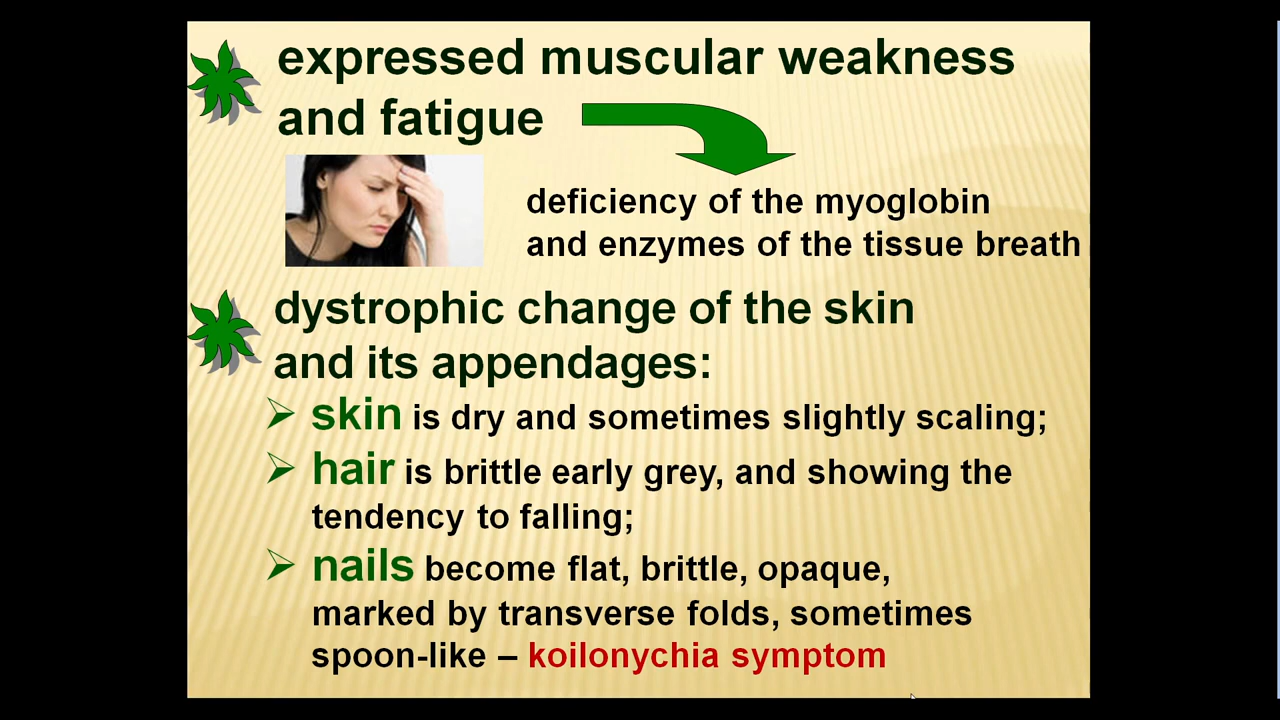 expressed muscular weakness
and fatigue
deficiency of the myoglobin
and enzymes of the tissue breath
dystrophic change of the skin
and its appendages:
skin is dry and sometimes slightly scaling;
hair is brittle early grey, and showing the
tendency to falling;
nails become flat, brittle, opaque,
marked by transverse folds, sometimes
spoon-like – koilonychia symptom